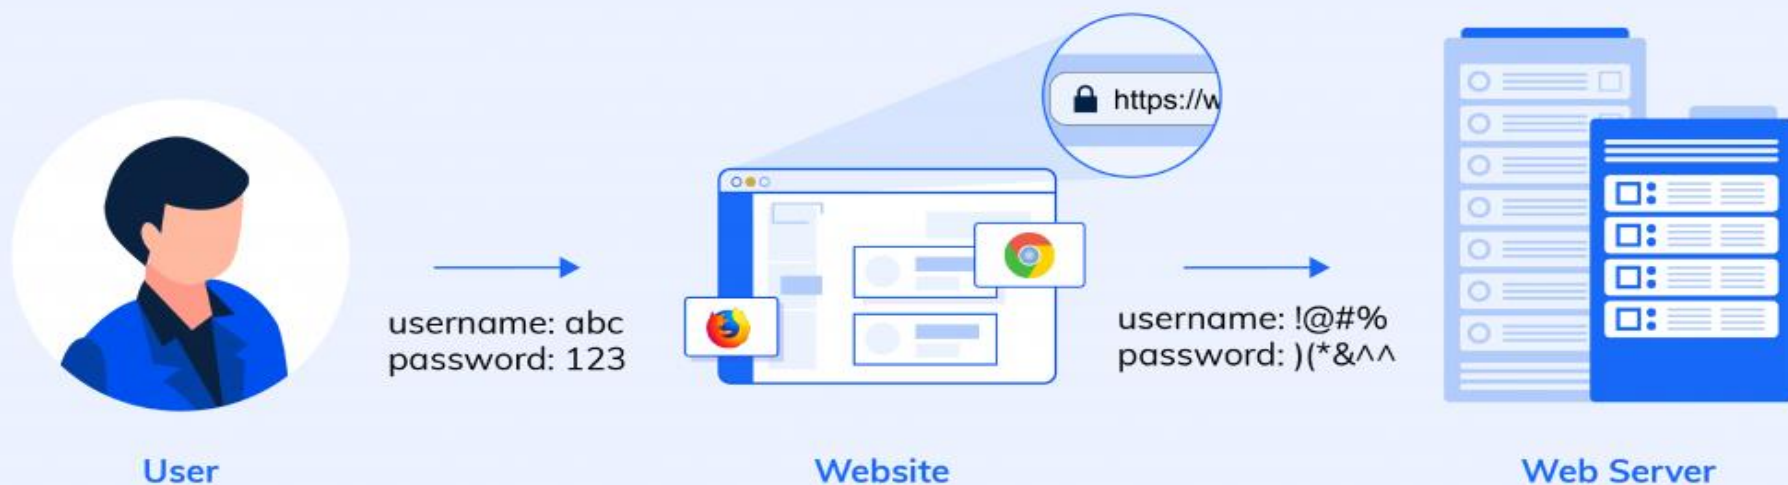 https://w
username: abc
password: 123
username: !@#%
password: )(*&^^
User
Website
Web Server